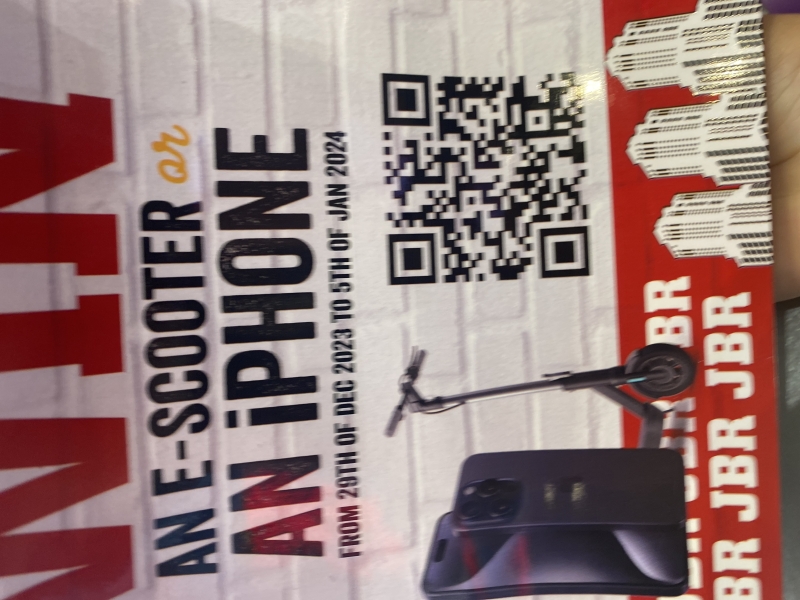 WIN
AN E-SCOOTER or
AN iPHONE
FROM 29TH OF DEC 2023 TO 5TH OF JAN 2024
JBR JBR
JBR JBR JBR